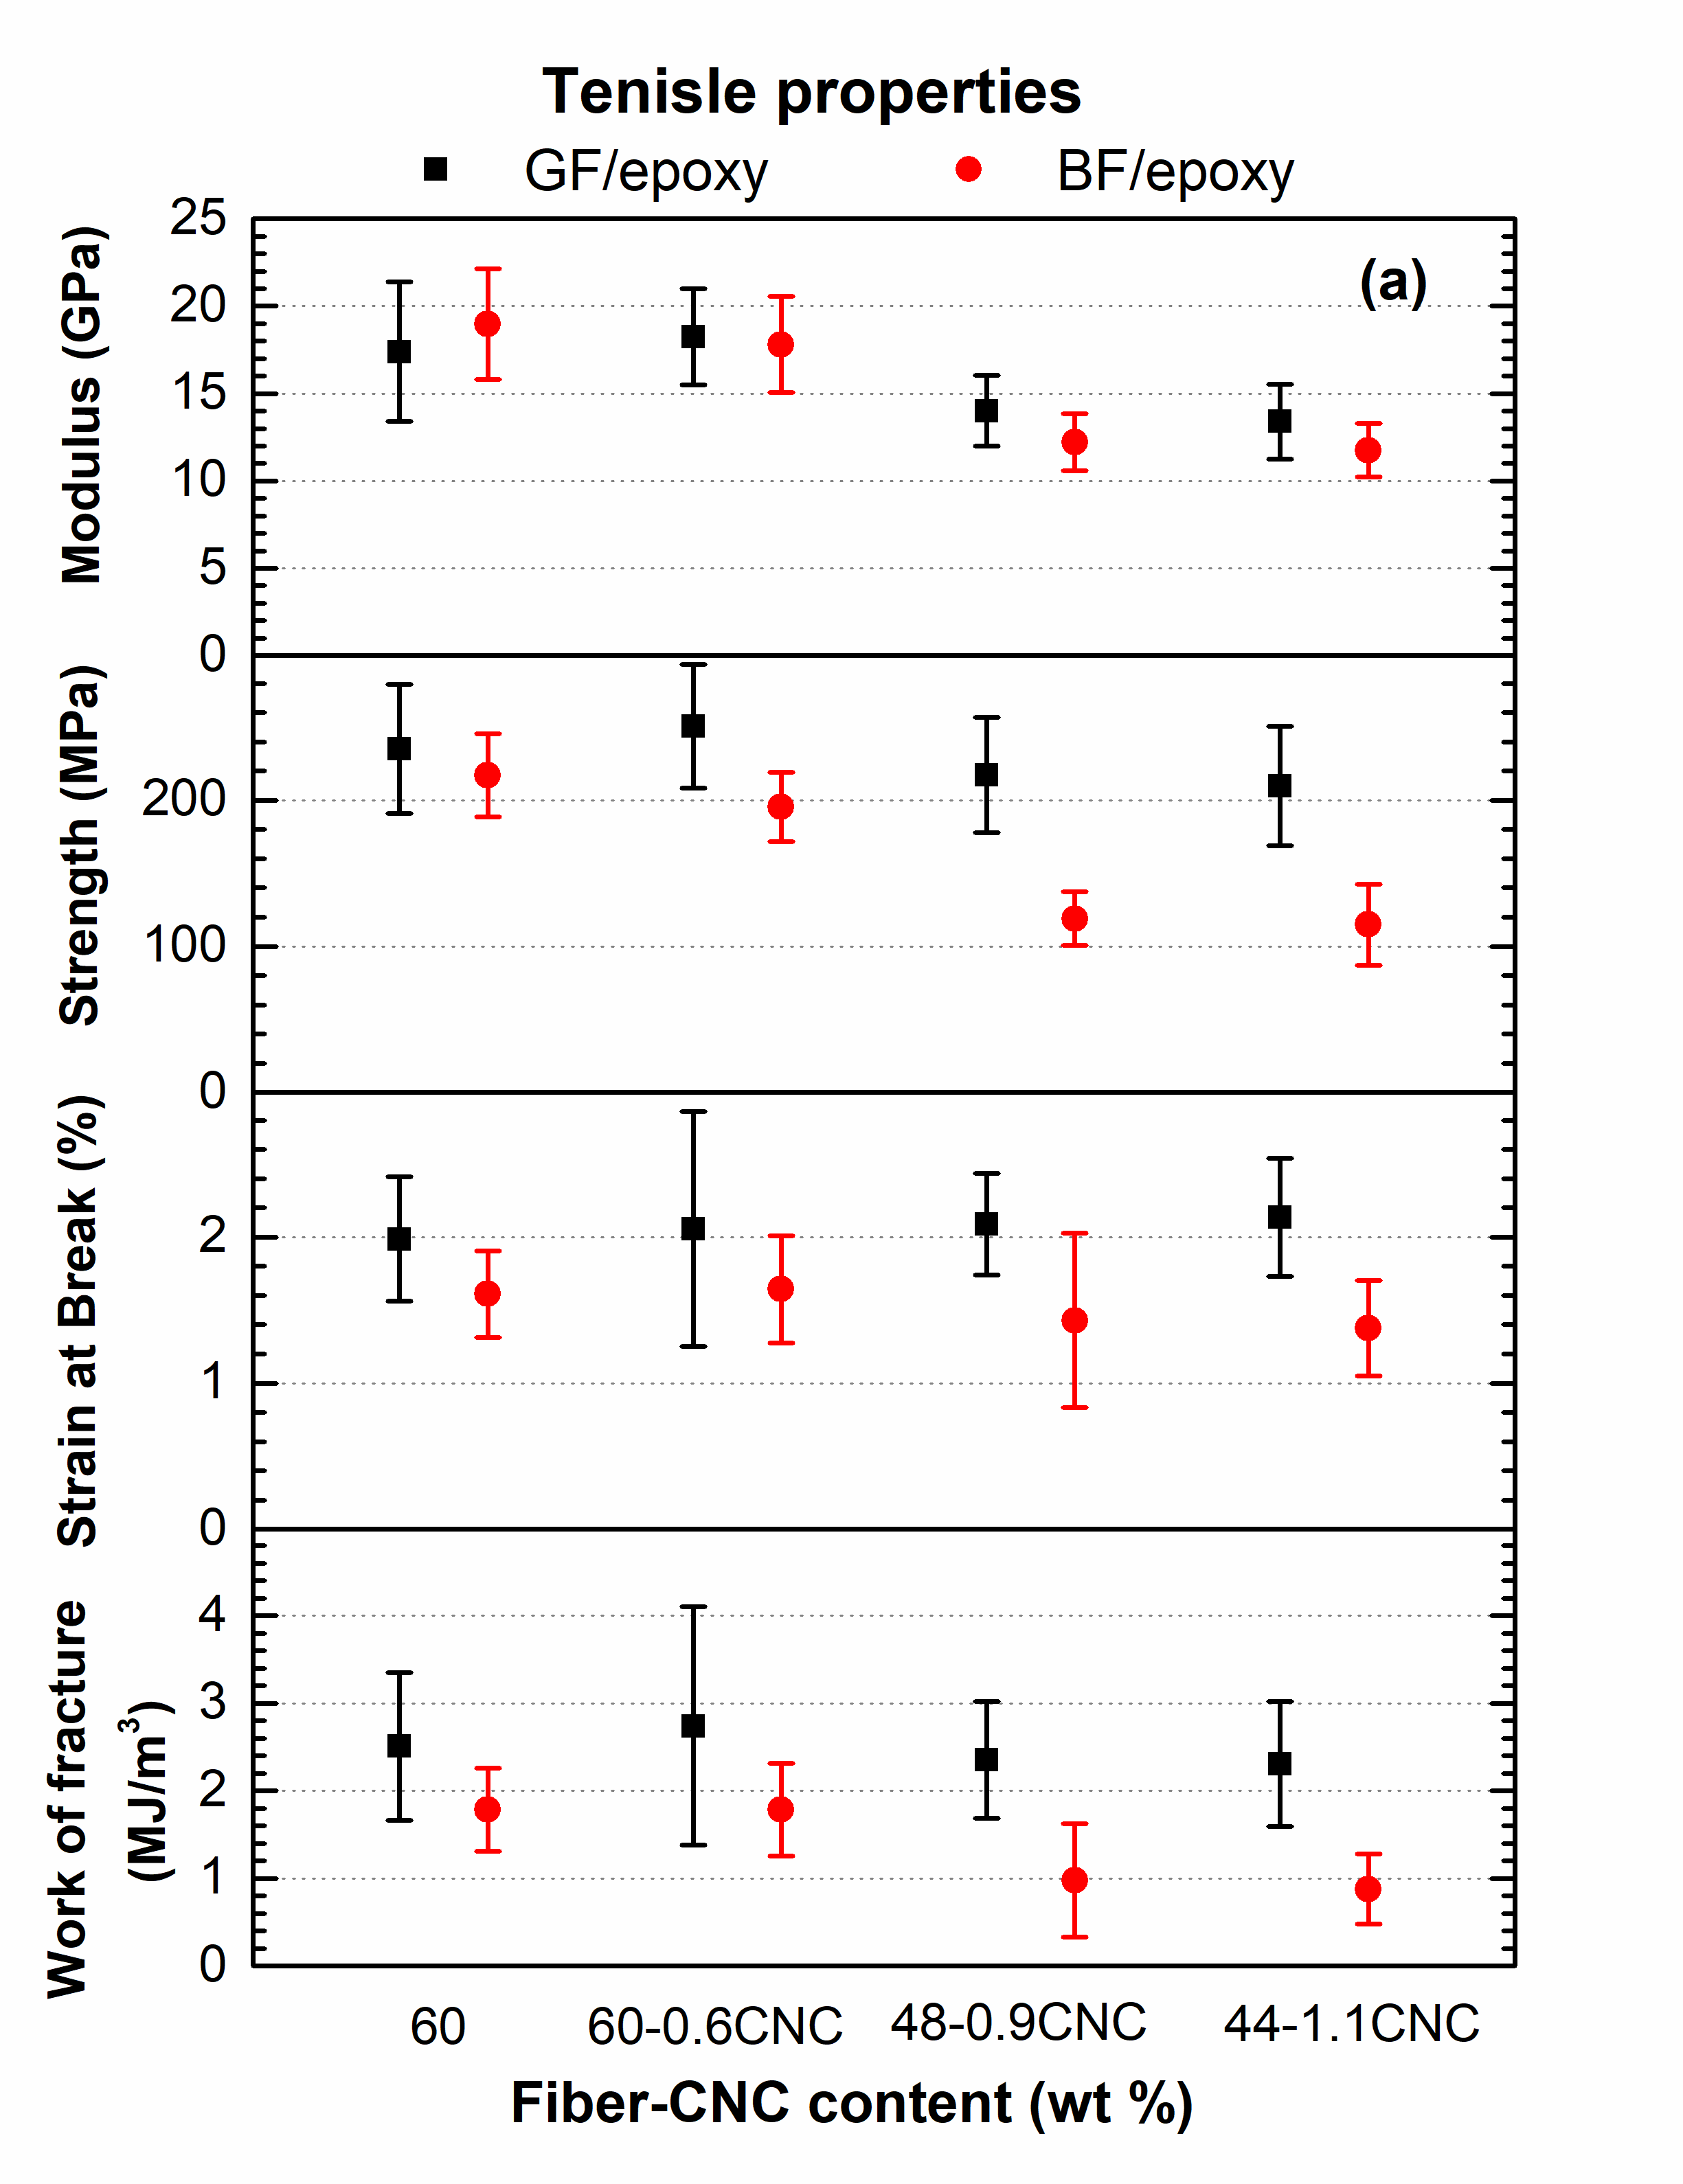 Tenisle properties
GF/epoxy BF/epoxy
(a)
Modulus (GPa)
25
20
15
10
5
0
Strength (MPa)
200
100
0
Strain at Break (%)
2
1
0
Work of fracture
(MJ/m³)
4
3
2
1
0
60 60-0.6CNC 48-0.9CNC 44-1.1CNC
Fiber-CNC content (wt %)